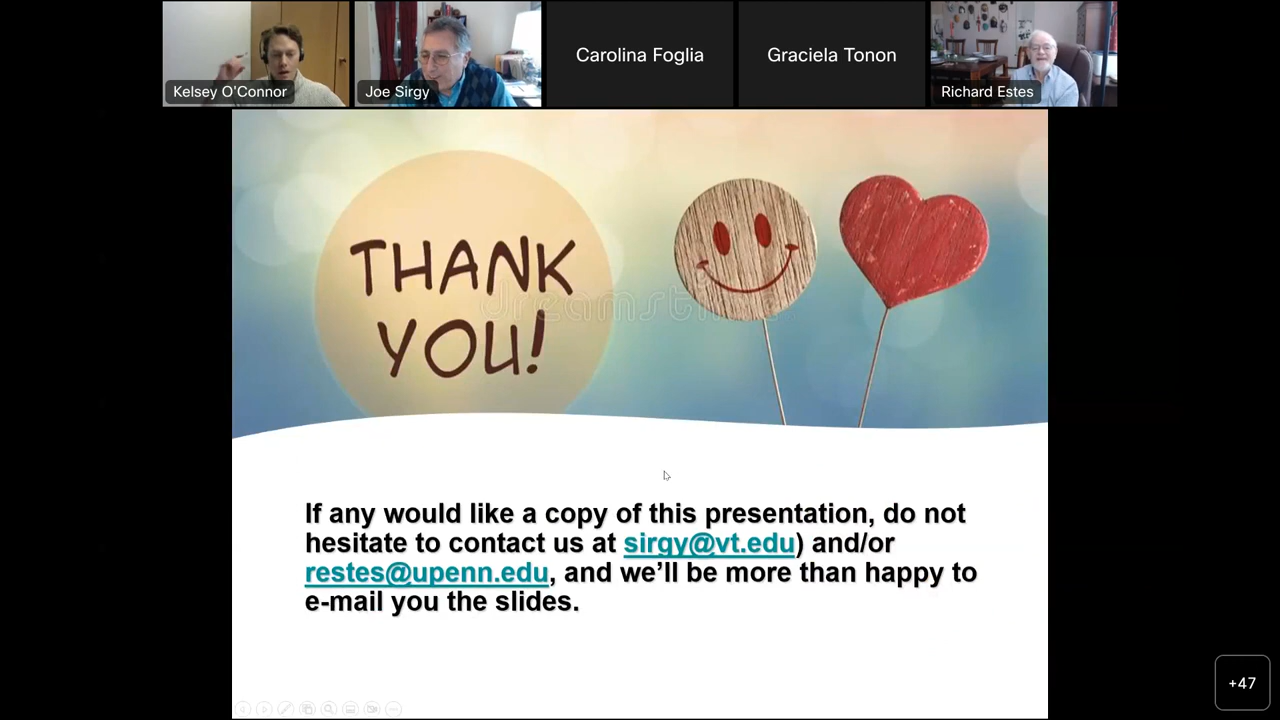 Kelsey O'Connor
Joe Sirgy
Carolina Foglia
Graciela Tonon
Richard Estes
THANK
YOU!
dreamstime
If any would like a copy of this presentation, do not
hesitate to contact us at sirgy@vt.edu) and/or
restes@upenn.edu, and we’ll be more than happy to
e-mail you the slides.
+47